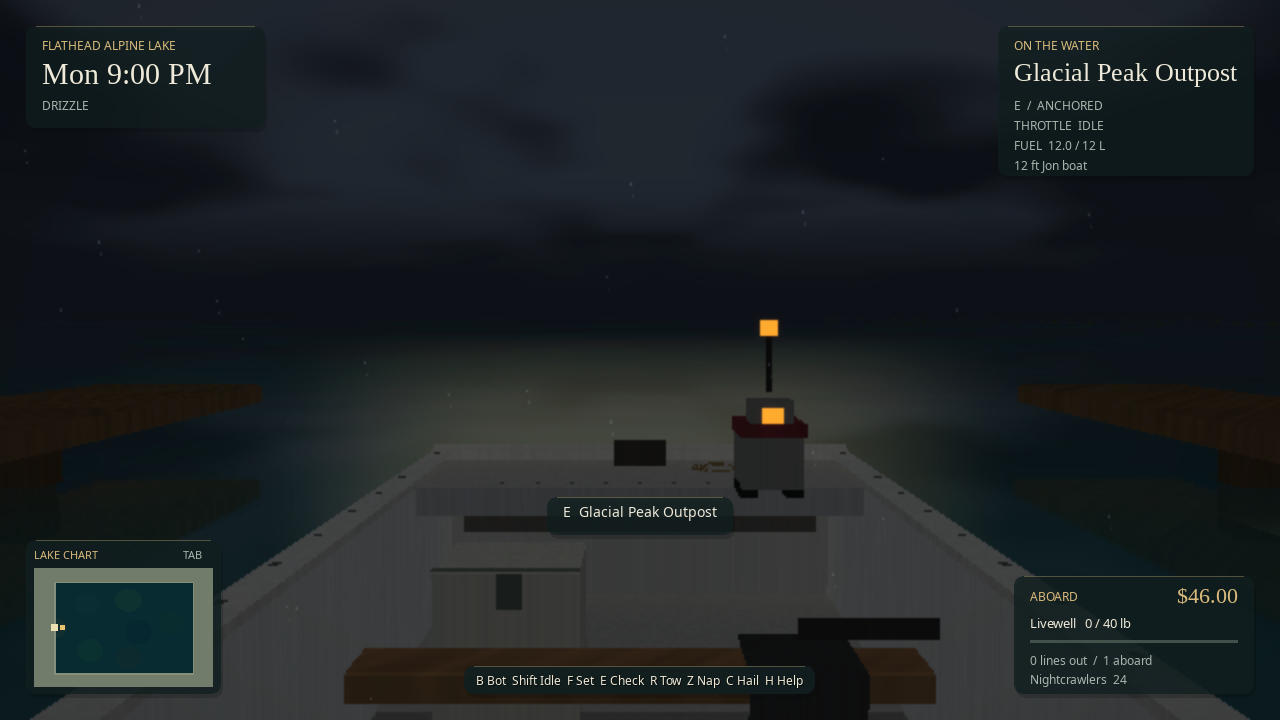 FLATHEAD ALPINE LAKE
Mon 9:00 PM
DRIZZLE
ON THE WATER
Glacial Peak Outpost
E / ANCHORED
THROTTLE IDLE
FUEL 12.0 / 12 L
12 ft Jon boat
E Glacial Peak Outpost
LAKE CHART TAB
ABOARD $46.00
Livewell 0 / 40 lb
0 lines out / 1 aboard
Nightcrawlers 24
B Bot Shift Idle F Set E Check R Tow Z Nap C Hail H Help